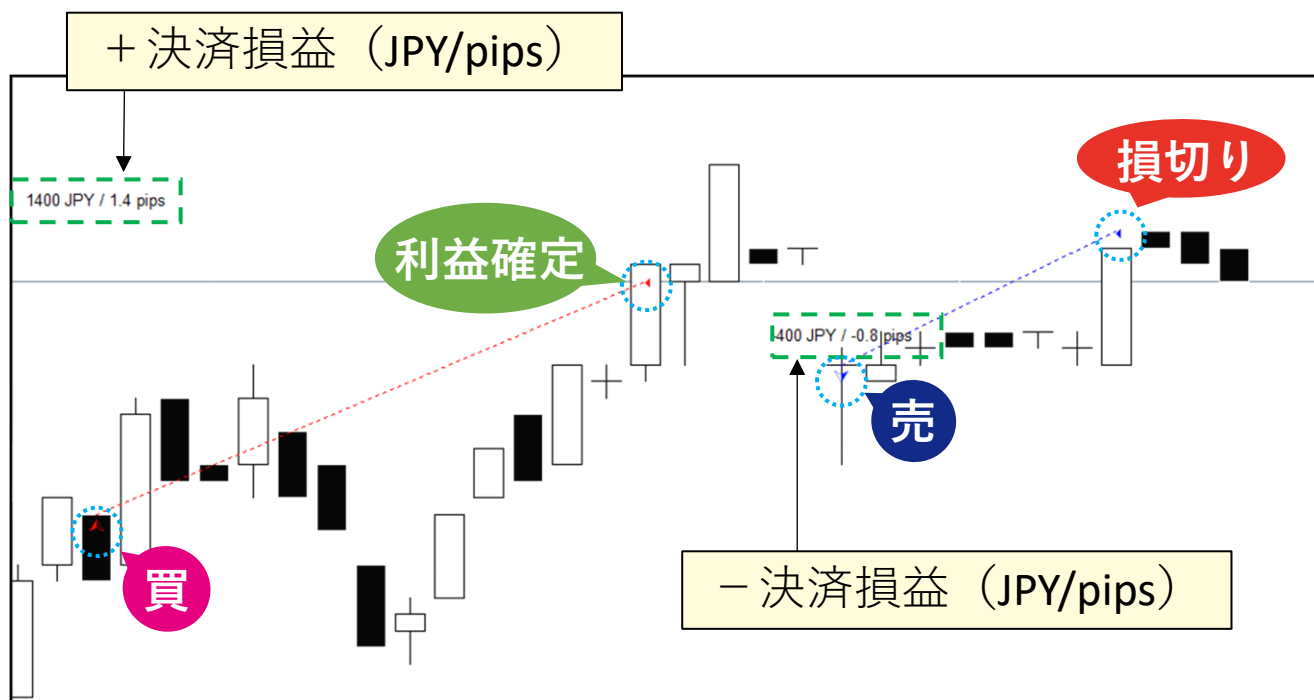 ＋決済損益（JPY/pips）
損切り
1400 JPY / 1.4 pips
利益確定
-400 JPY / -0.8 pips
売
－決済損益（JPY/pips）
買